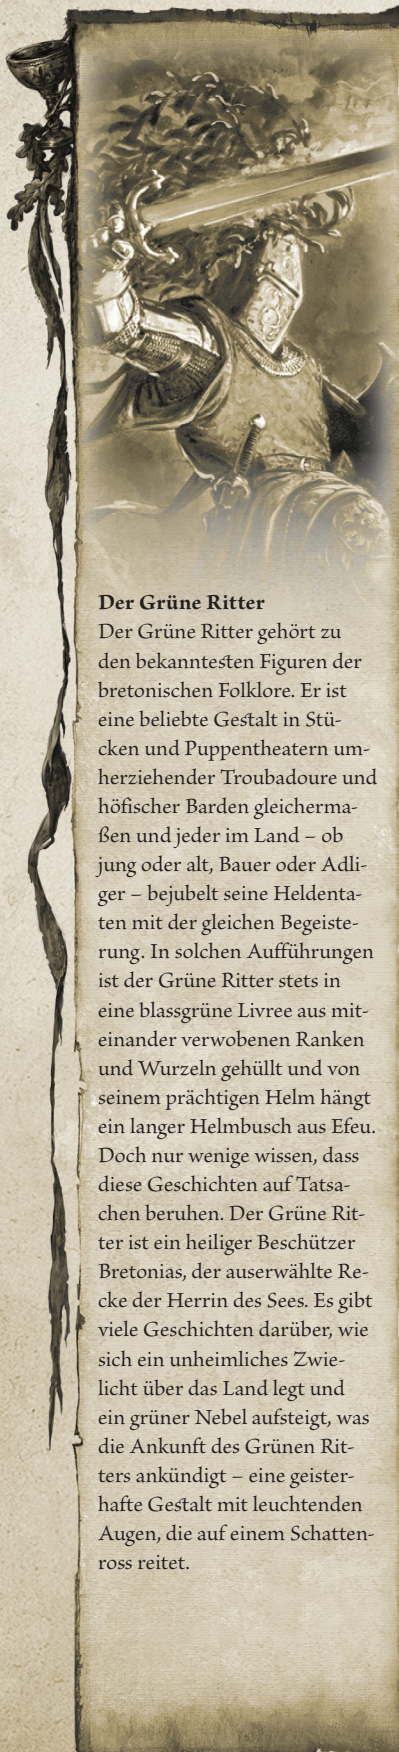 Der Grüne Ritter
Der Grüne Ritter gehört zu
den bekanntesten Figuren der
bretonischen Folklore. Er ist
eine beliebte Gestalt in Stü-
cken und Puppentheatern um-
herziehender Troubadoure und
höfischer Barden gleicherma-
ßen und jeder im Land – ob
jung oder alt, Bauer oder Adli-
ger – bejubelt seine Heldenta-
ten mit der gleichen Begeiste-
rung. In solchen Aufführungen
ist der Grüne Ritter stets in
eine blassgrüne Livree aus mit-
einander verwobenen Ranken
und Wurzeln gehüllt und von
seinem prächtigen Helm hängt
ein langer Helmbusch aus Efeu.
Doch nur wenige wissen, dass
diese Geschichten auf Tatsa-
chen beruhen. Der Grüne Rit-
ter ist ein heiliger Beschützer
Bretonias, der auserwählte Re-
cke der Herrin des Sees. Es gibt
viele Geschichten darüber, wie
sich ein unheimliches Zwie-
licht über das Land legt und
ein grüner Nebel aufsteigt, was
die Ankunft des Grünen Rit-
ters ankündigt – eine geister-
hafte Gestalt mit leuchtenden
Augen, die auf einem Schatten-
ross reitet.